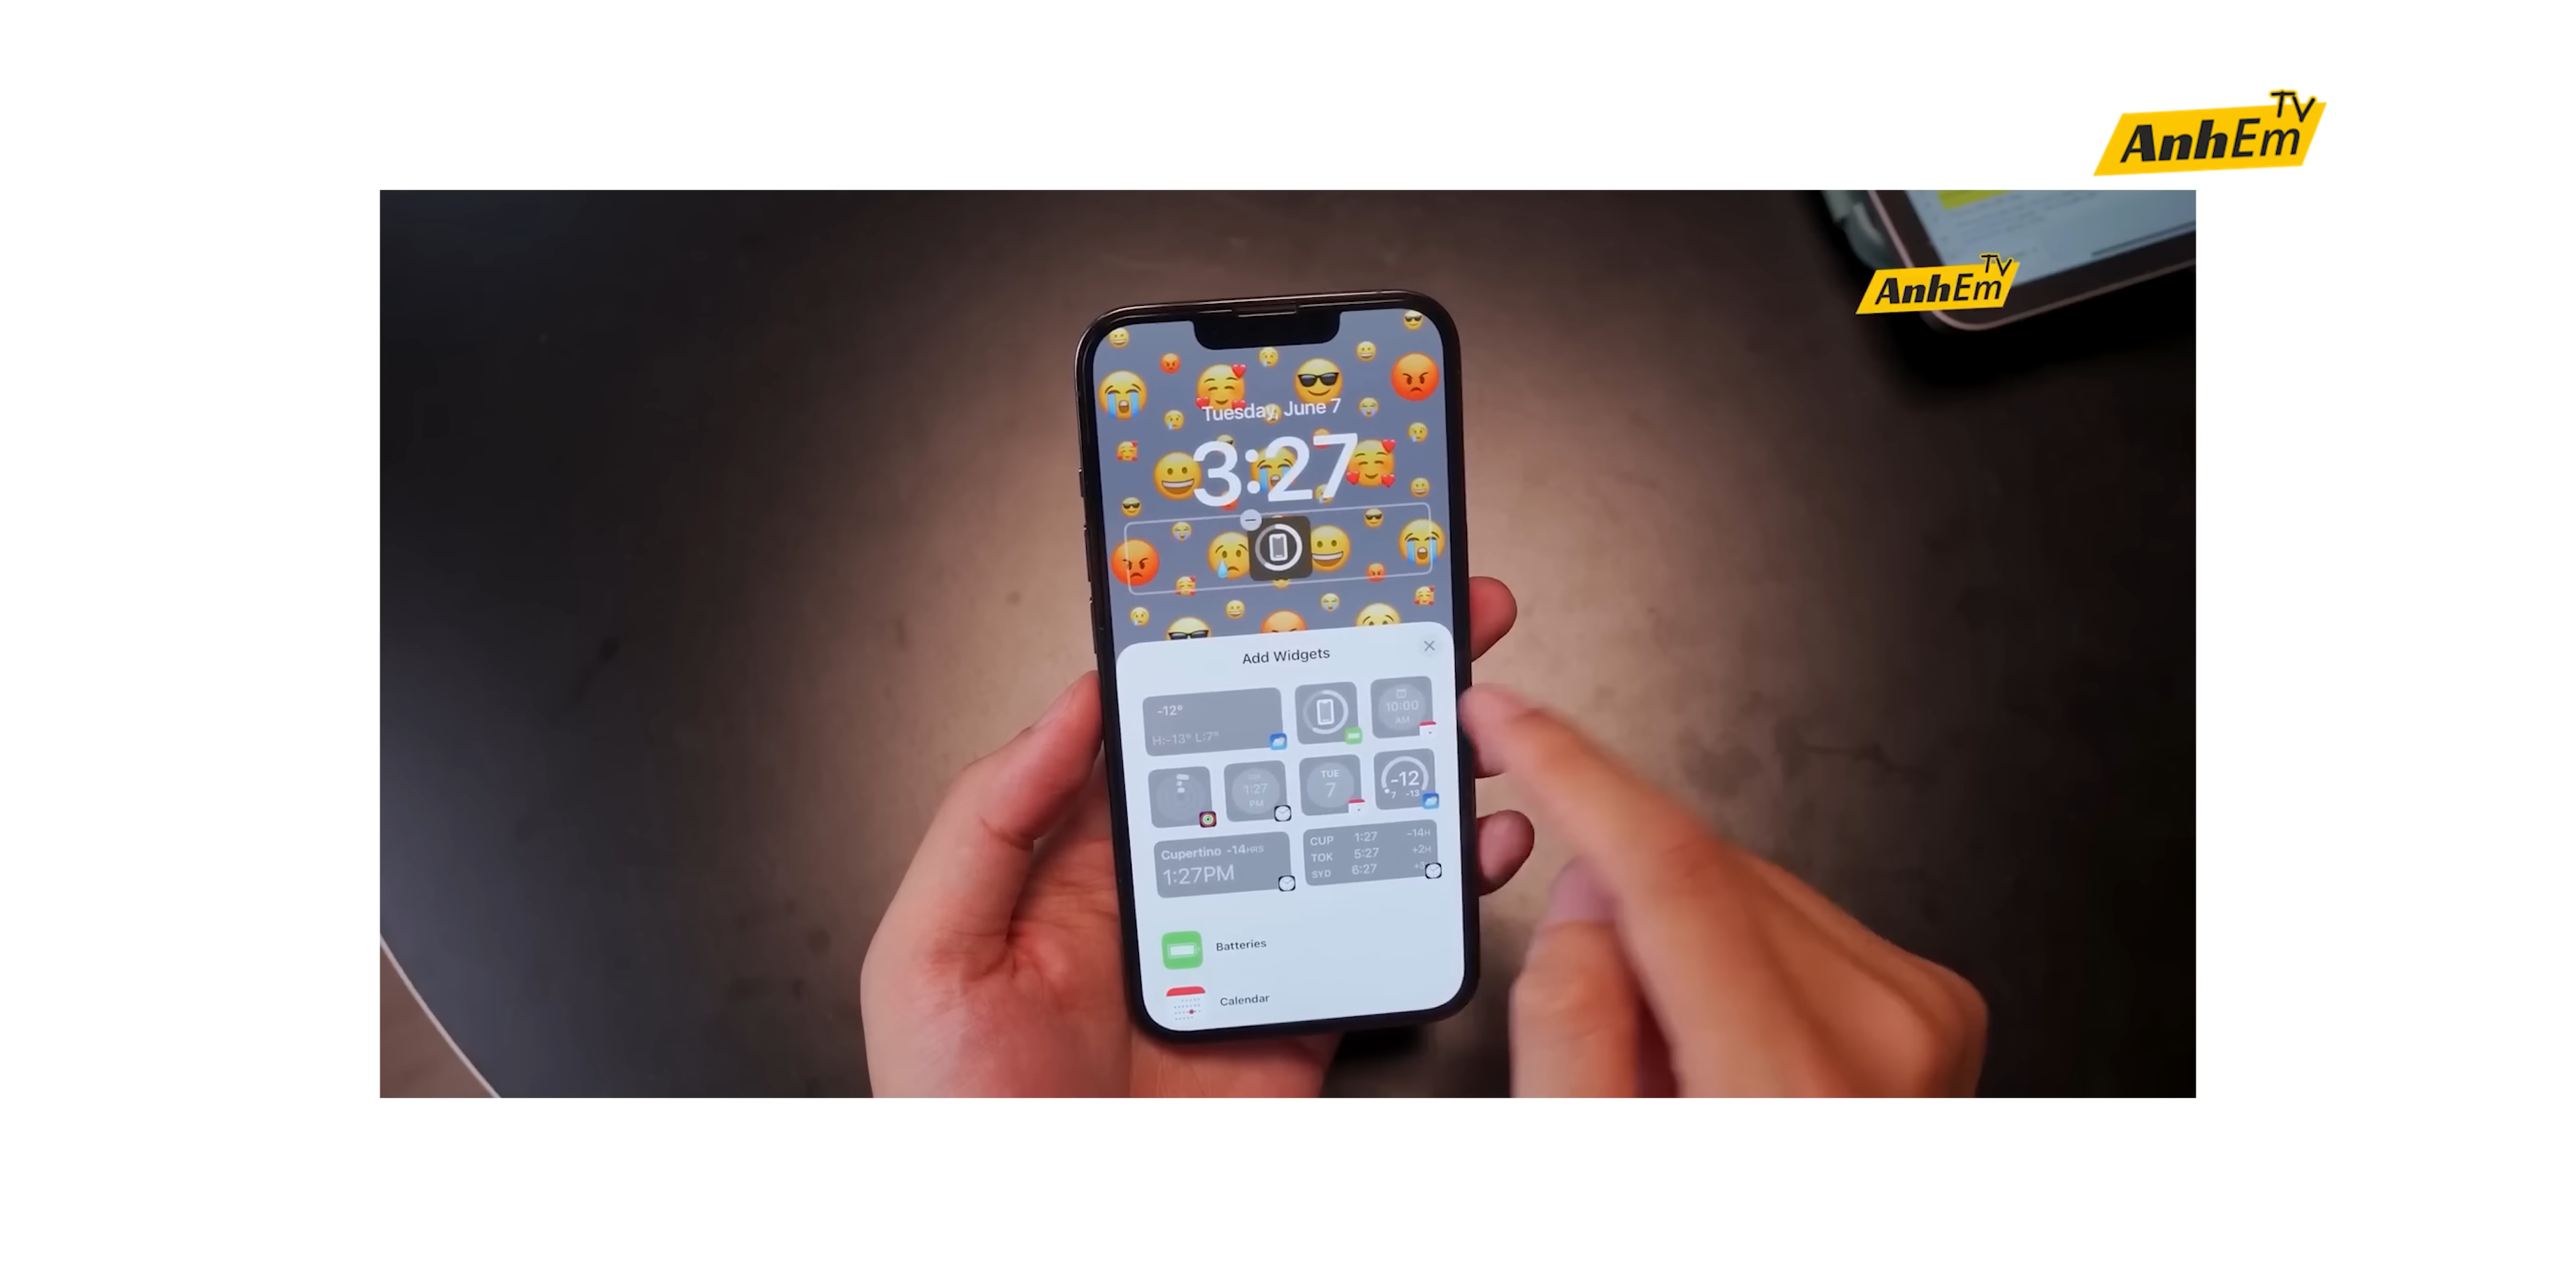 AnhEm TV
AnhEm TV
Tuesday, June 7
3:27
Add Widgets
-12°
H:-13° L:7°
10:00
AM
1:27
PM
TUE
7
-12
7 -13
Cupertino -14HRS
1:27PM
CUP 1:27 -14H
TOK 5:27 +2H
SYD 6:27
Batteries
Calendar